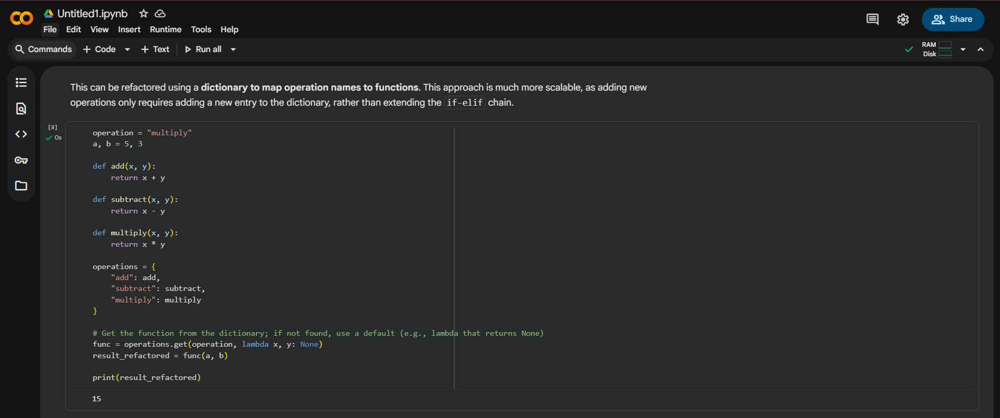 Untitled1.ipynb
File Edit View Insert Runtime Tools Help
Share
Commands + Code + Text Run all
RAM
Disk
This can be refactored using a dictionary to map operation names to functions. This approach is much more scalable, as adding new
operations only requires adding a new entry to the dictionary, rather than extending the if-elif chain.
[8]
0s
operation = "multiply"
a, b = 5, 3
def add(x, y):
    return x + y
def subtract(x, y):
    return x - y
def multiply(x, y):
    return x * y
operations = {
    "add": add,
    "subtract": subtract,
    "multiply": multiply
}
# Get the function from the dictionary; if not found, use a default (e.g., lambda that returns None)
func = operations.get(operation, lambda x, y: None)
result_refactored = func(a, b)
print(result_refactored)
15